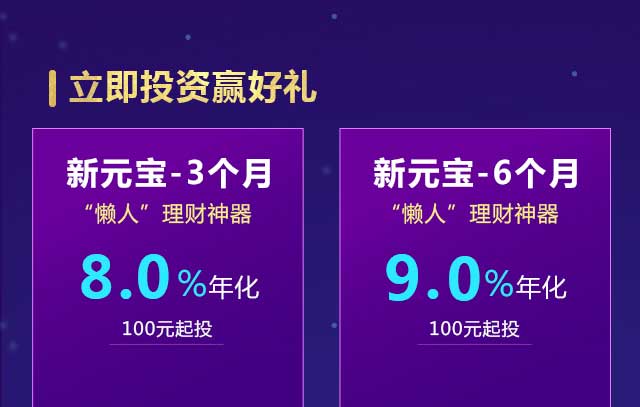 立即投资赢好礼
新元宝-3个月
“懒人”理财神器
8.0%年化
100元起投
新元宝-6个月
“懒人”理财神器
9.0%年化
100元起投